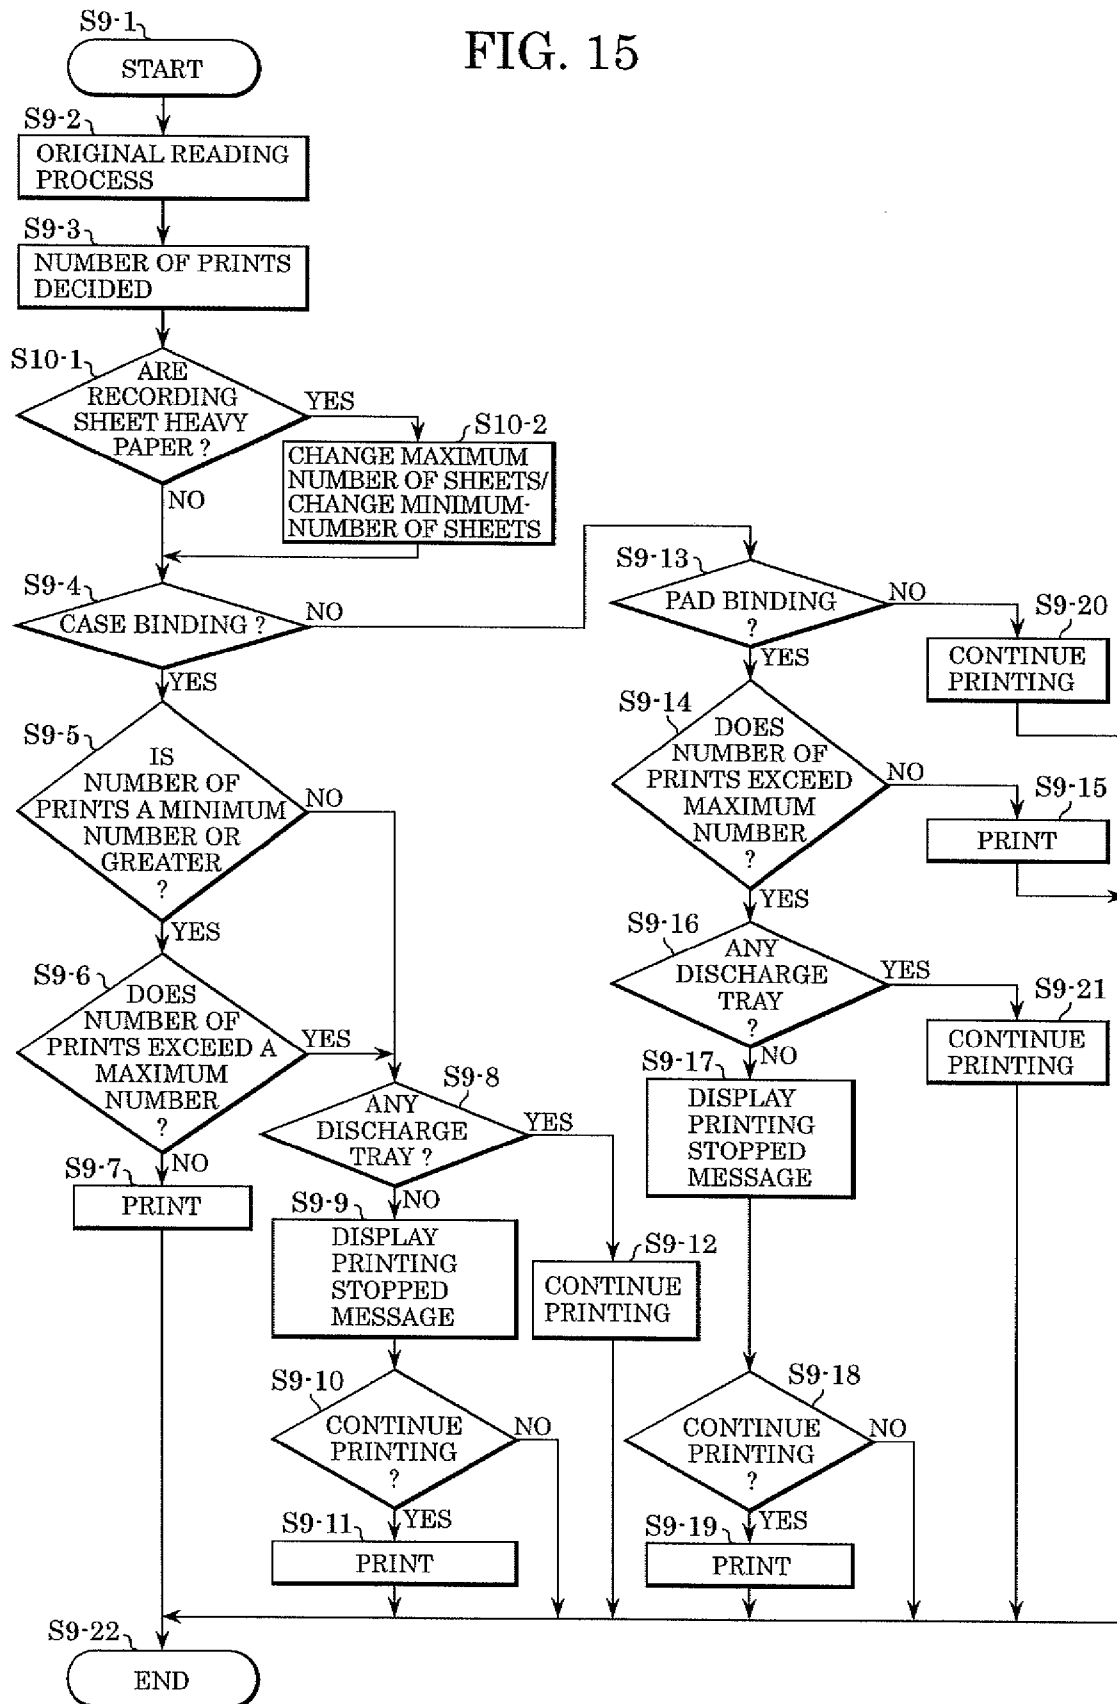 FIG. 15
S9-1
START
S9-2
ORIGINAL READING
PROCESS
S9-3
NUMBER OF PRINTS
DECIDED
S10-1
ARE
RECORDING
SHEET HEAVY
PAPER ?
YES
NO
S10-2
CHANGE MAXIMUM
NUMBER OF SHEETS/
CHANGE MINIMUM-
NUMBER OF SHEETS
S9-4
CASE BINDING ?
NO
YES
S9-5
IS
NUMBER OF
PRINTS A MINIMUM
NUMBER OR
GREATER
?
NO
YES
S9-6
DOES
NUMBER OF
PRINTS EXCEED A
MAXIMUM
NUMBER
?
YES
NO
S9-7
PRINT
S9-8
ANY
DISCHARGE
TRAY ?
YES
NO
S9-9
DISPLAY
PRINTING
STOPPED
MESSAGE
S9-12
CONTINUE
PRINTING
S9-10
CONTINUE
PRINTING
?
NO
YES
S9-11
PRINT
S9-13
PAD BINDING
?
NO
YES
S9-20
CONTINUE
PRINTING
S9-14
DOES
NUMBER OF
PRINTS EXCEED
MAXIMUM
NUMBER
?
NO
YES
S9-15
PRINT
S9-16
ANY
DISCHARGE
TRAY
?
YES
NO
S9-21
CONTINUE
PRINTING
S9-17
DISPLAY
PRINTING
STOPPED
MESSAGE
S9-18
CONTINUE
PRINTING
?
NO
YES
S9-19
PRINT
S9-22
END